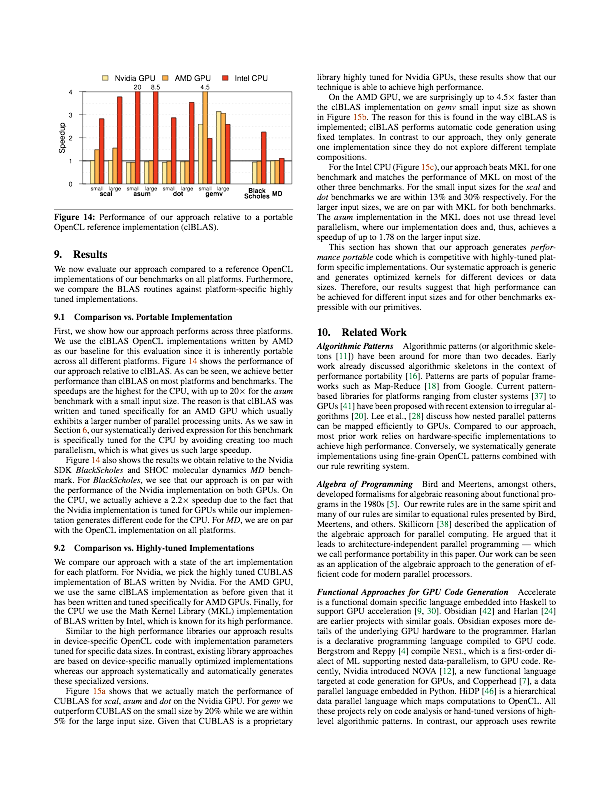 Nvidia GPU AMD GPU Intel CPU
20 8.5 4.5
4
3
2
1
0
Speedup
small large small large small large small large
scal asum dot gemv Black Scholes MD
Figure 14: Performance of our approach relative to a portable
OpenCL reference implementation (clBLAS).
9. Results
We now evaluate our approach compared to a reference OpenCL
implementations of our benchmarks on all platforms. Furthermore,
we compare the BLAS routines against platform-specific highly
tuned implementations.
9.1 Comparison vs. Portable Implementation
First, we show how our approach performs across three platforms.
We use the clBLAS OpenCL implementations written by AMD
as our baseline for this evaluation since it is inherently portable
across all different platforms. Figure 14 shows the performance of
our approach relative to clBLAS. As can be seen, we achieve better
performance than clBLAS on most platforms and benchmarks. The
speedups are the highest for the CPU, with up to 20× for the asum
benchmark with a small input size. The reason is that clBLAS was
written and tuned specifically for an AMD GPU which usually
exhibits a larger number of parallel processing units. As we saw in
Section 6, our systematically derived expression for this benchmark
is specifically tuned for the CPU by avoiding creating too much
parallelism, which is what gives us such large speedup.
Figure 14 also shows the results we obtain relative to the Nvidia
SDK BlackScholes and SHOC molecular dynamics MD bench-
mark. For BlackScholes, we see that our approach is on par with
the performance of the Nvidia implementation on both GPUs. On
the CPU, we actually achieve a 2.2× speedup due to the fact that
the Nvidia implementation is tuned for GPUs while our implemen-
tation generates different code for the CPU. For MD, we are on par
with the OpenCL implementation on all platforms.
9.2 Comparison vs. Highly-tuned Implementations
We compare our approach with a state of the art implementation
for each platform. For Nvidia, we pick the highly tuned CUBLAS
implementation of BLAS written by Nvidia. For the AMD GPU,
we use the same clBLAS implementation as before given that it
has been written and tuned specifically for AMD GPUs. Finally, for
the CPU we use the Math Kernel Library (MKL) implementation
of BLAS written by Intel, which is known for its high performance.
Similar to the high performance libraries our approach results
in device-specific OpenCL code with implementation parameters
tuned for specific data sizes. In contrast, existing library approaches
are based on device-specific manually optimized implementations
whereas our approach systematically and automatically generates
these specialized versions.
Figure 15a shows that we actually match the performance of
CUBLAS for scal, asum and dot on the Nvidia GPU. For gemv we
outperform CUBLAS on the small size by 20% while we are within
5% for the large input size. Given that CUBLAS is a proprietary
library highly tuned for Nvidia GPUs, these results show that our
technique is able to achieve high performance.
On the AMD GPU, we are surprisingly up to 4.5× faster than
the clBLAS implementation on gemv small input size as shown
in Figure 15b. The reason for this is found in the way clBLAS is
implemented; clBLAS performs automatic code generation using
fixed templates. In contrast to our approach, they only generate
one implementation since they do not explore different template
compositions.
For the Intel CPU (Figure 15c), our approach beats MKL for one
benchmark and matches the performance of MKL on most of the
other three benchmarks. For the small input sizes for the scal and
dot benchmarks we are within 13% and 30% respectively. For the
larger input sizes, we are on par with MKL for both benchmarks.
The asum implementation in the MKL does not use thread level
parallelism, where our implementation does and, thus, achieves a
speedup of up to 1.78 on the larger input size.
This section has shown that our approach generates perfor-
mance portable code which is competitive with highly-tuned plat-
form specific implementations. Our systematic approach is generic
and generates optimized kernels for different devices or data
sizes. Therefore, our results suggest that high performance can
be achieved for different input sizes and for other benchmarks ex-
pressible with our primitives.
10. Related Work
Algorithmic Patterns Algorithmic patterns (or algorithmic skele-
tons [11]) have been around for more than two decades. Early
work already discussed algorithmic skeletons in the context of
performance portability [16]. Patterns are parts of popular frame-
works such as Map-Reduce [18] from Google. Current pattern-
based libraries for platforms ranging from cluster systems [37] to
GPUs [41] have been proposed with recent extension to irregular al-
gorithms [20]. Lee et al., [28] discuss how nested parallel patterns
can be mapped efficiently to GPUs. Compared to our approach,
most prior work relies on hardware-specific implementations to
achieve high performance. Conversely, we systematically generate
implementations using fine-grain OpenCL patterns combined with
our rule rewriting system.
Algebra of Programming Bird and Meertens, amongst others,
developed formalisms for algebraic reasoning about functional pro-
grams in the 1980s [5]. Our rewrite rules are in the same spirit and
many of our rules are similar to equational rules presented by Bird,
Meertens, and others. Skillicorn [38] described the application of
the algebraic approach for parallel computing. He argued that it
leads to architecture-independent parallel programming — which
we call performance portability in this paper. Our work can be seen
as an application of the algebraic approach to the generation of ef-
ficient code for modern parallel processors.
Functional Approaches for GPU Code Generation Accelerate
is a functional domain specific language embedded into Haskell to
support GPU acceleration [9, 30]. Obsidian [42] and Harlan [24]
are earlier projects with similar goals. Obsidian exposes more de-
tails of the underlying GPU hardware to the programmer. Harlan
is a declarative programming language compiled to GPU code.
Bergstrom and Reppy [4] compile NESL, which is a first-order di-
alect of ML supporting nested data-parallelism, to GPU code. Re-
cently, Nvidia introduced NOVA [12], a new functional language
targeted at code generation for GPUs, and Copperhead [7], a data
parallel language embedded in Python. HiDP [46] is a hierarchical
data parallel language which maps computations to OpenCL. All
these projects rely on code analysis or hand-tuned versions of high-
level algorithmic patterns. In contrast, our approach uses rewrite